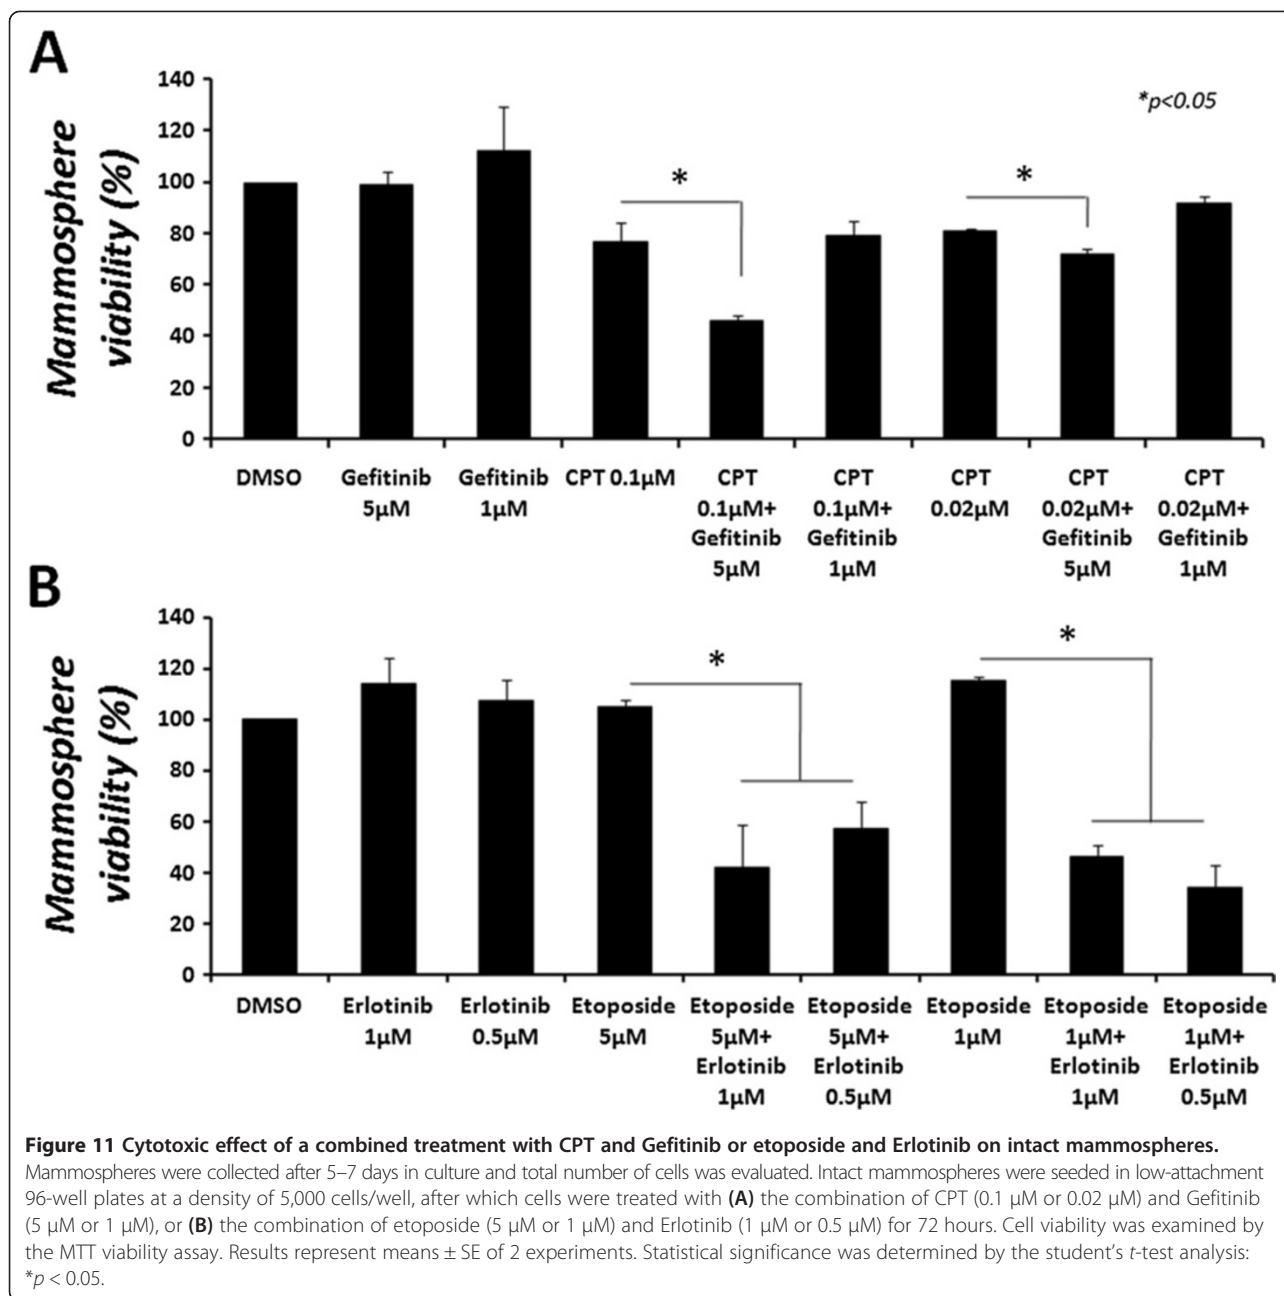 A
Mammosphere
viability (%)
140
120
100
80
60
40
20
0
*p<0.05
*
*
DMSO
Gefitinib
5µM
Gefitinib
1µM
CPT 0.1µM
CPT
0.1µM+
Gefitinib
5µM
CPT
0.1µM+
Gefitinib
1µM
CPT
0.02µM
CPT
0.02µM+
Gefitinib
5µM
CPT
0.02µM+
Gefitinib
1µM
B
Mammosphere
viability (%)
140
120
100
80
60
40
20
0
*
*
DMSO
Erlotinib
1µM
Erlotinib
0.5µM
Etoposide
5µM
Etoposide
5µM+
Erlotinib
1µM
Etoposide
5µM+
Erlotinib
0.5µM
Etoposide
1µM
Etoposide
1µM+
Erlotinib
1µM
Etoposide
1µM+
Erlotinib
0.5µM
Figure 11 Cytotoxic effect of a combined treatment with CPT and Gefitinib or etoposide and Erlotinib on intact mammospheres.
Mammospheres were collected after 5–7 days in culture and total number of cells was evaluated. Intact mammospheres were seeded in low-attachment
96-well plates at a density of 5,000 cells/well, after which cells were treated with (A) the combination of CPT (0.1 µM or 0.02 µM) and Gefitinib
(5 µM or 1 µM), or (B) the combination of etoposide (5 µM or 1 µM) and Erlotinib (1 µM or 0.5 µM) for 72 hours. Cell viability was examined by
the MTT viability assay. Results represent means ± SE of 2 experiments. Statistical significance was determined by the student’s t-test analysis:
*p < 0.05.